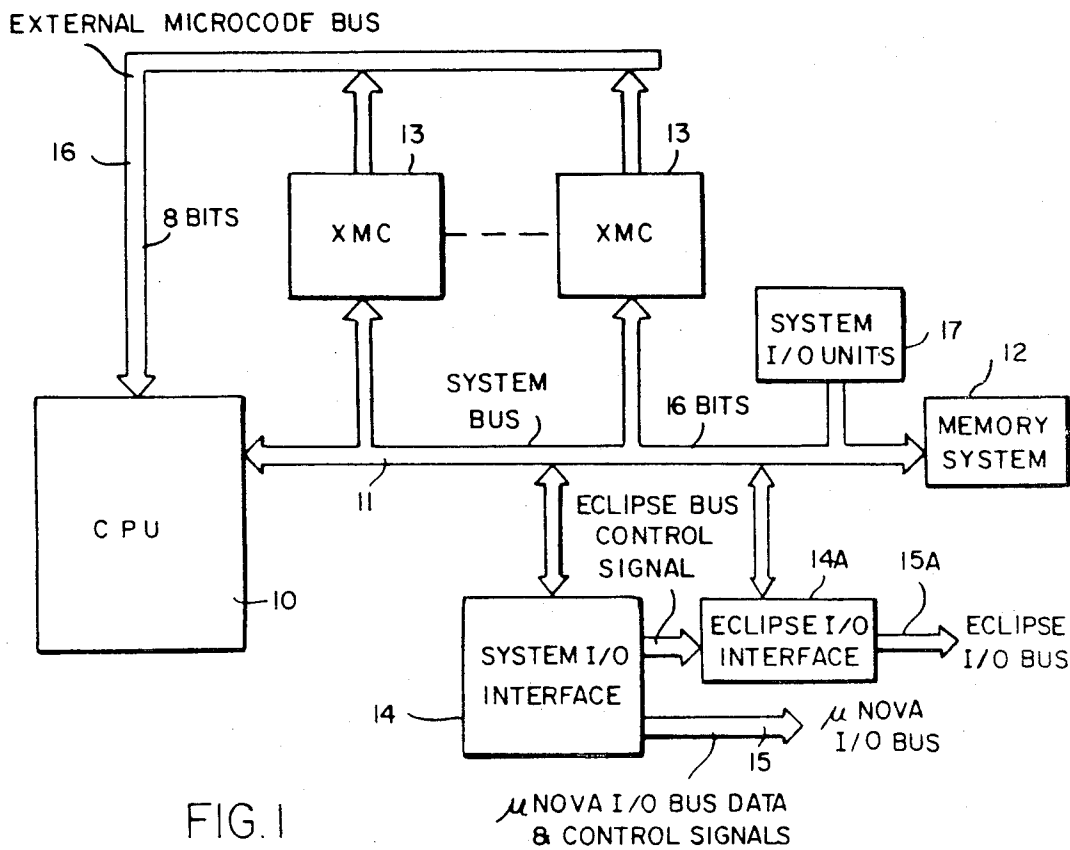 EXTERNAL MICROCODE BUS
16
8 BITS
13
13
XMC
XMC
SYSTEM
I/O UNITS
17
12
SYSTEM
BUS
16 BITS
MEMORY
SYSTEM
11
CPU
10
ECLIPSE BUS
CONTROL
SIGNAL
14A
15A
SYSTEM I/O
INTERFACE
14
ECLIPSE I/O
INTERFACE
ECLIPSE
I/O BUS
15
μ NOVA
I/O BUS
μ NOVA I/O BUS DATA
& CONTROL SIGNALS
FIG. 1